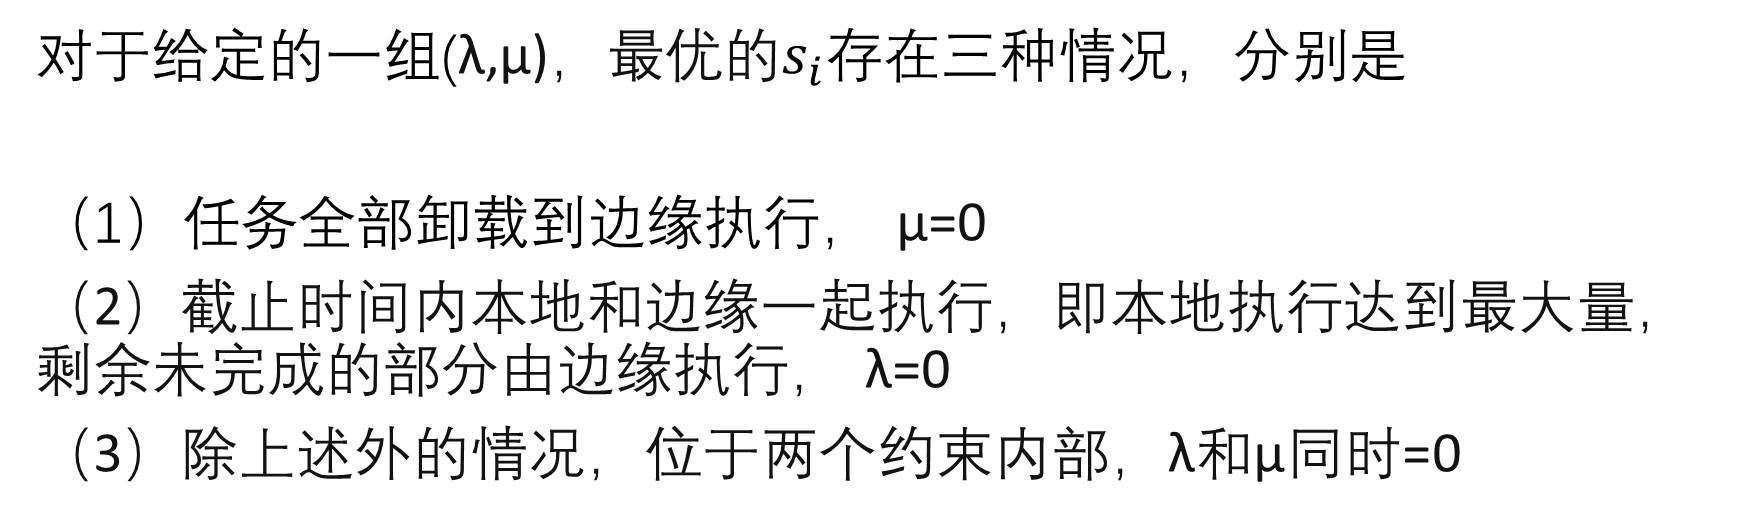 对于给定的一组(λ,μ)，最优的sᵢ存在三种情况，分别是
（1）任务全部卸载到边缘执行， μ=0
（2）截止时间内本地和边缘一起执行，即本地执行达到最大量，
剩余未完成的部分由边缘执行， λ=0
（3）除上述外的情况，位于两个约束内部，λ和μ同时=0